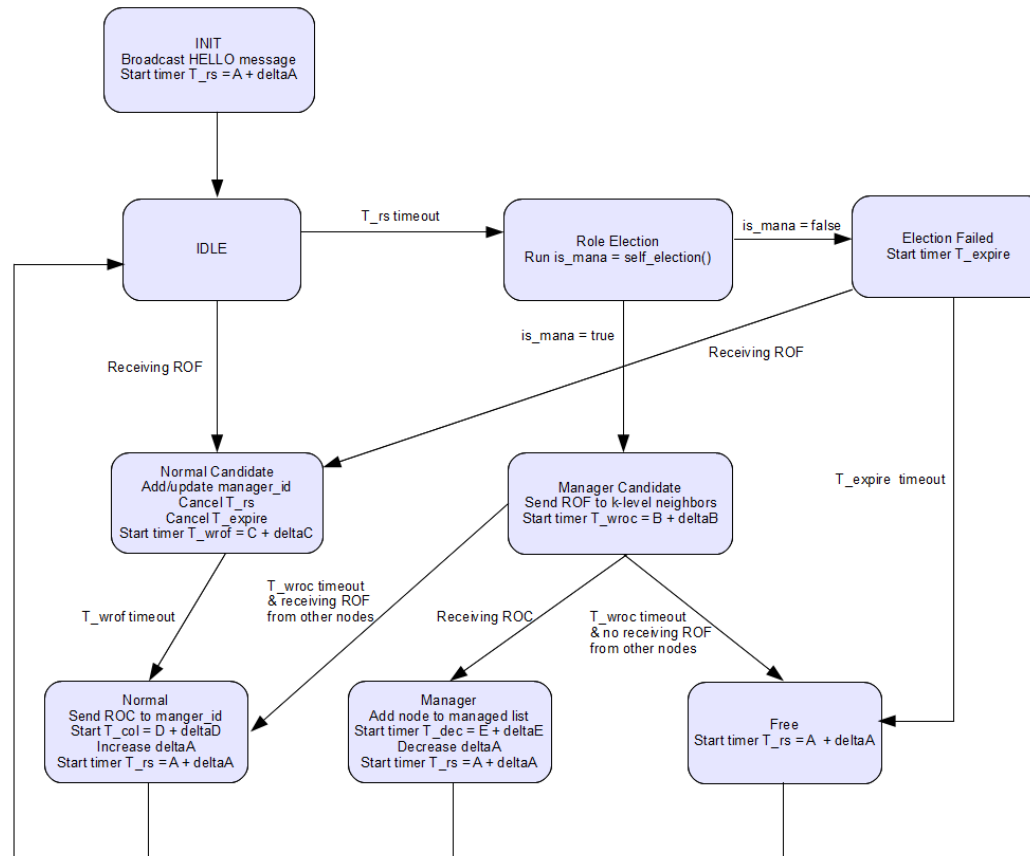 INIT
Broadcast HELLO message
Start timer T_rs = A + deltaA
IDLE
T_rs timeout
Role Election
Run is_mana = self_election()
is_mana = false
Election Failed
Start timer T_expire
is_mana = true
Receiving ROF
Receiving ROF
Normal Candidate
Add/update manager_id
Cancel T_rs
Cancel T_expire
Start timer T_wrof = C + deltaC
Manager Candidate
Send ROF to k-level neighbors
Start timer T_wroc = B + deltaB
T_expire timeout
T_wrof timeout
T_wroc timeout
& receiving ROF
from other nodes
Receiving ROC
T_wroc timeout
& no receiving ROF
from other nodes
Normal
Send ROC to manger_id
Start T_col = D + deltaD
Increase deltaA
Start timer T_rs = A + deltaA
Manager
Add node to managed list
Start timer T_dec = E + deltaE
Decrease deltaA
Start timer T_rs = A + deltaA
Free
Start timer T_rs = A + deltaA